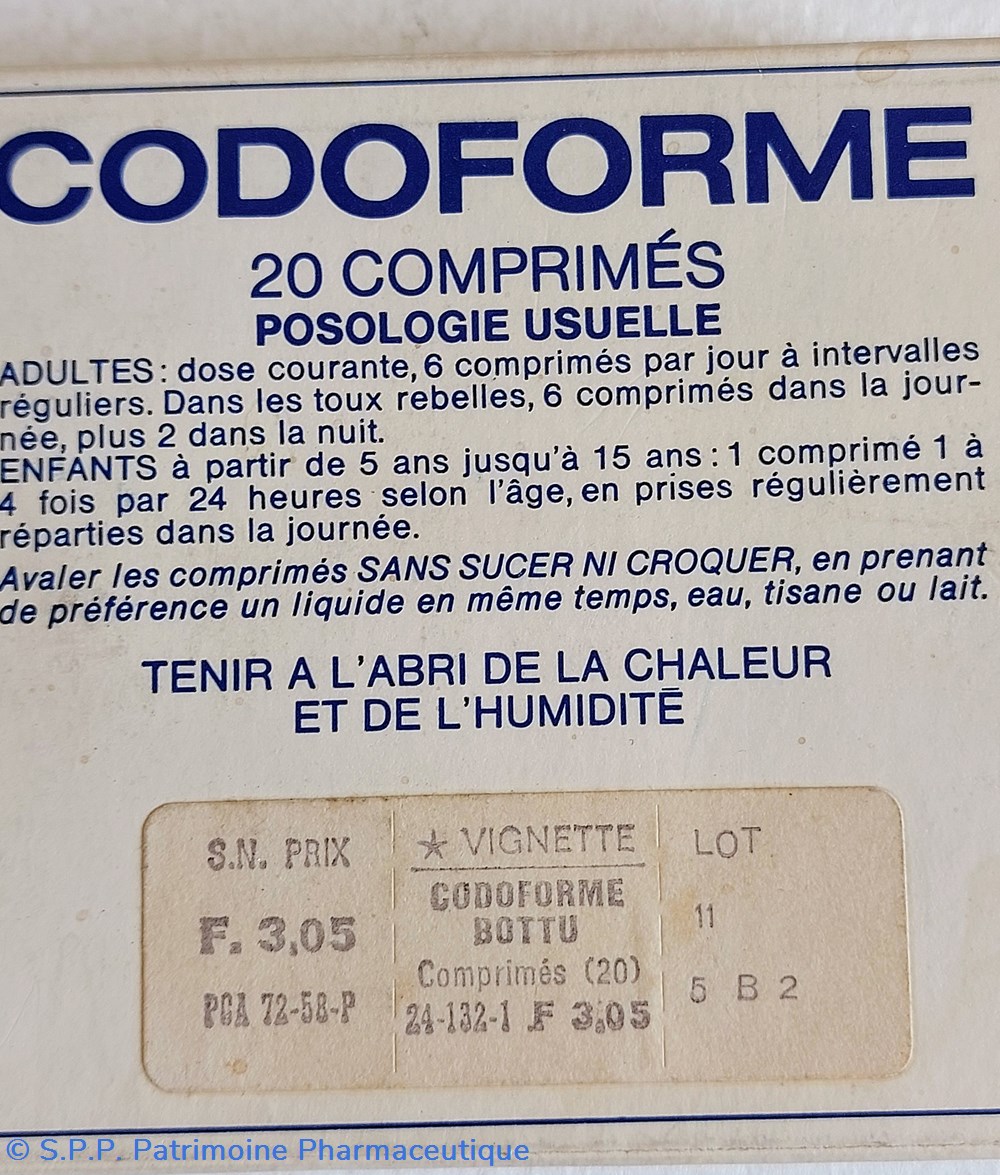 CODOFORME
20 COMPRIMÉS
POSOLOGIE USUELLE
ADULTES : dose courante, 6 comprimés par jour à intervalles
réguliers. Dans les toux rebelles, 6 comprimés dans la jour-
née, plus 2 dans la nuit.
ENFANTS à partir de 5 ans jusqu'à 15 ans : 1 comprimé 1 à
4 fois par 24 heures selon l'âge, en prises régulièrement
réparties dans la journée.
Avaler les comprimés SANS SUCER NI CROQUER, en prenant
de préférence un liquide en même temps, eau, tisane ou lait.
TENIR A L'ABRI DE LA CHALEUR
ET DE L'HUMIDITÉ
S.N. PRIX
F. 3,05
PGA 72-58-P
★ VIGNETTE
CODOFORME
BOTTU
Comprimés (20)
24-132-1 F 3,05
LOT
11
5 B 2
© S.P.P. Patrimoine Pharmaceutique